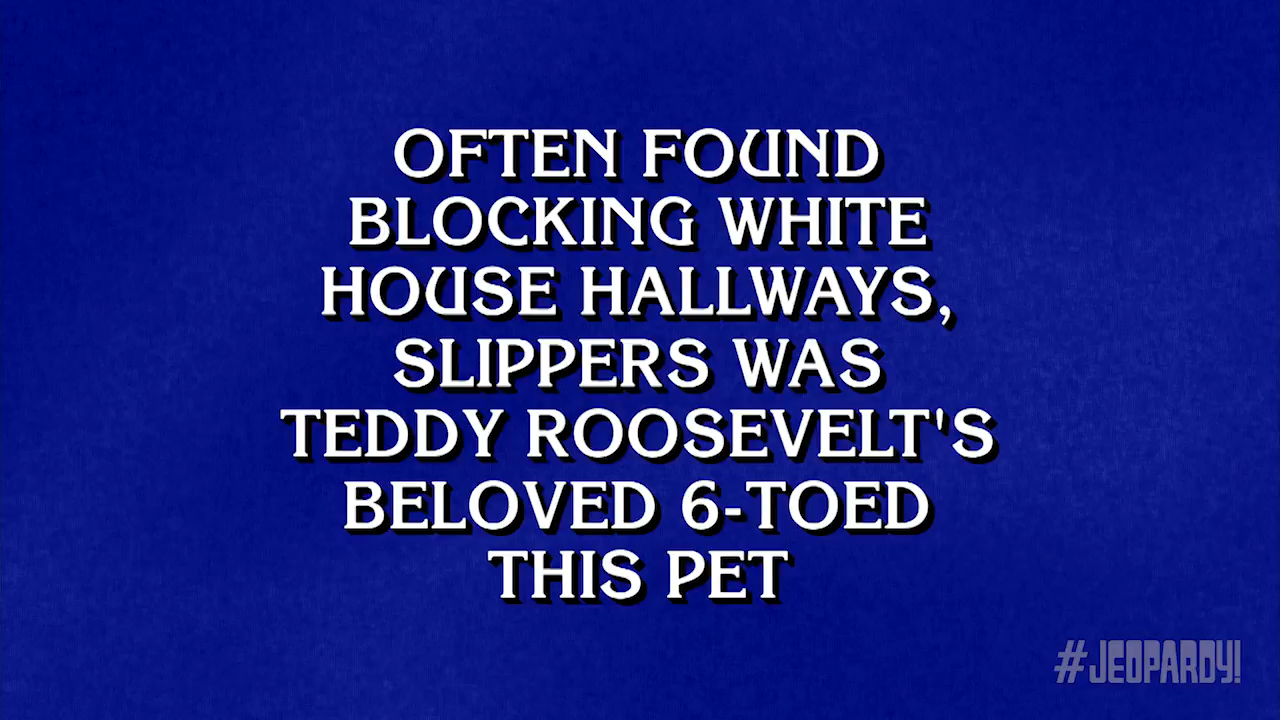 OFTEN FOUND
BLOCKING WHITE
HOUSE HALLWAYS,
SLIPPERS WAS
TEDDY ROOSEVELT'S
BELOVED 6-TOED
THIS PET
#JEOPARDY!